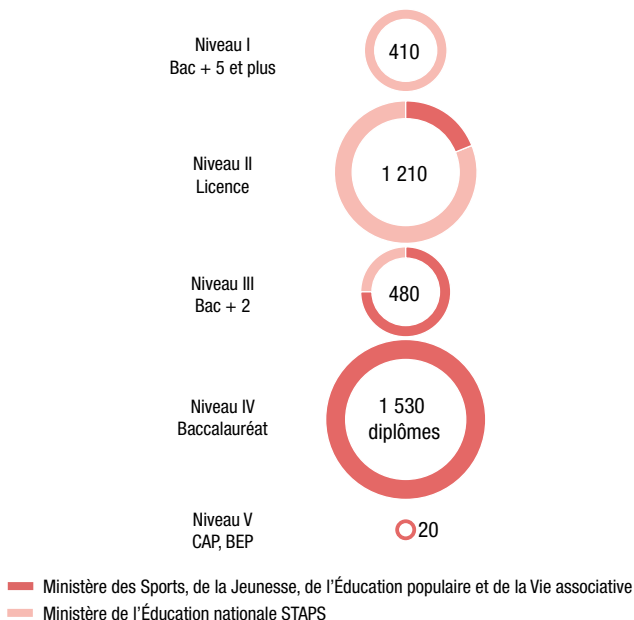 Niveau I
Bac + 5 et plus
410
Niveau II
Licence
1 210
Niveau III
Bac + 2
480
Niveau IV
Baccalauréat
1 530
diplômes
Niveau V
CAP, BEP
20
Ministère des Sports, de la Jeunesse, de l'Éducation populaire et de la Vie associative
Ministère de l'Éducation nationale STAPS